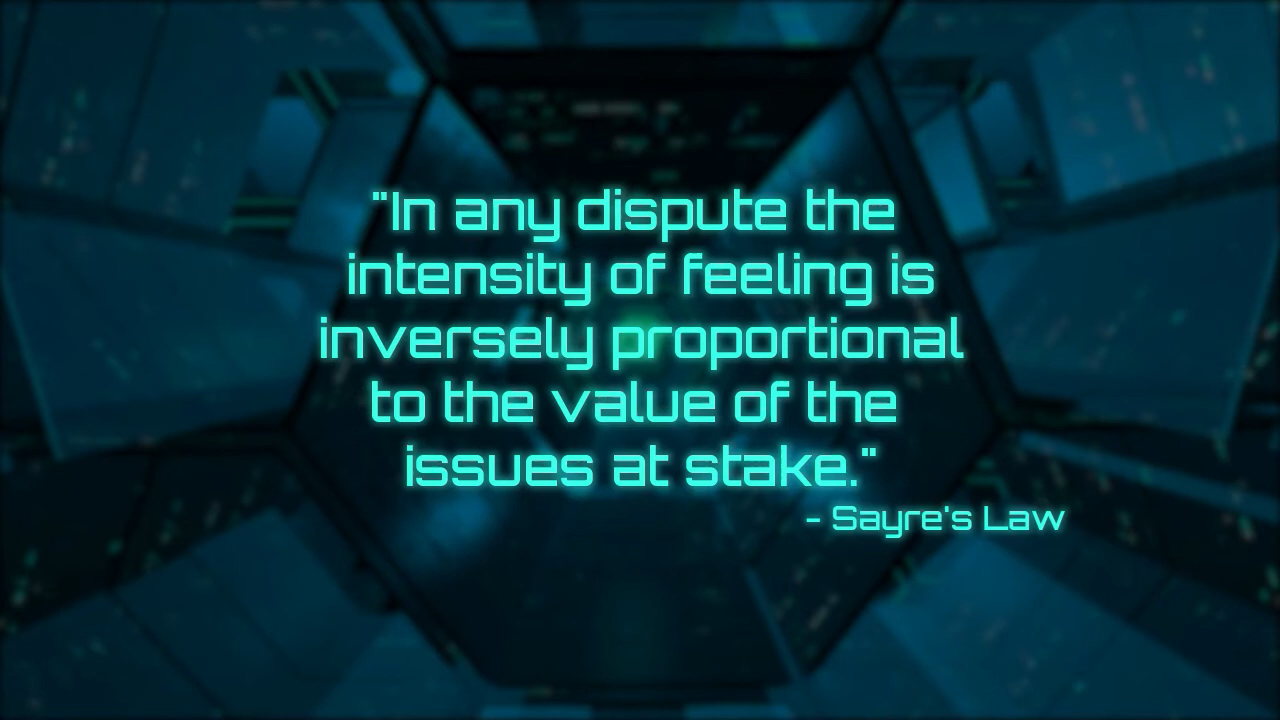 "In any dispute the
intensity of feeling is
inversely proportional
to the value of the
issues at stake."
- Sayre's Law